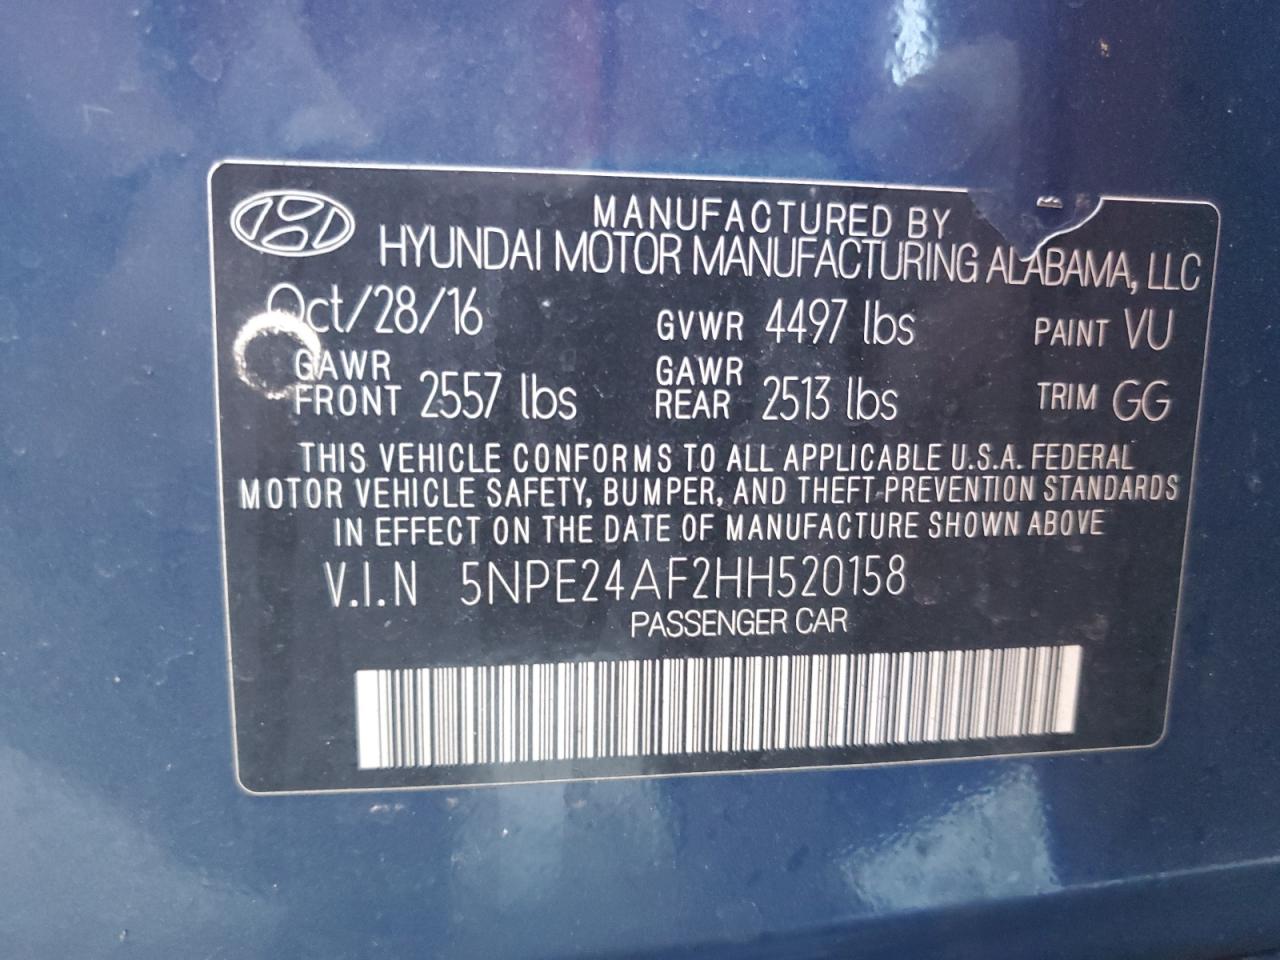 MANUFACTURED BY
HYUNDAI MOTOR MANUFACTURING ALABAMA, LLC
Oct/28/16 GVWR 4497 lbs PAINT VU
GAWR FRONT 2557 lbs GAWR REAR 2513 lbs TRIM GG
THIS VEHICLE CONFORMS TO ALL APPLICABLE U.S.A. FEDERAL
MOTOR VEHICLE SAFETY, BUMPER, AND THEFT PREVENTION STANDARDS
IN EFFECT ON THE DATE OF MANUFACTURE SHOWN ABOVE
V.I.N 5NPE24AF2HH520158
PASSENGER CAR